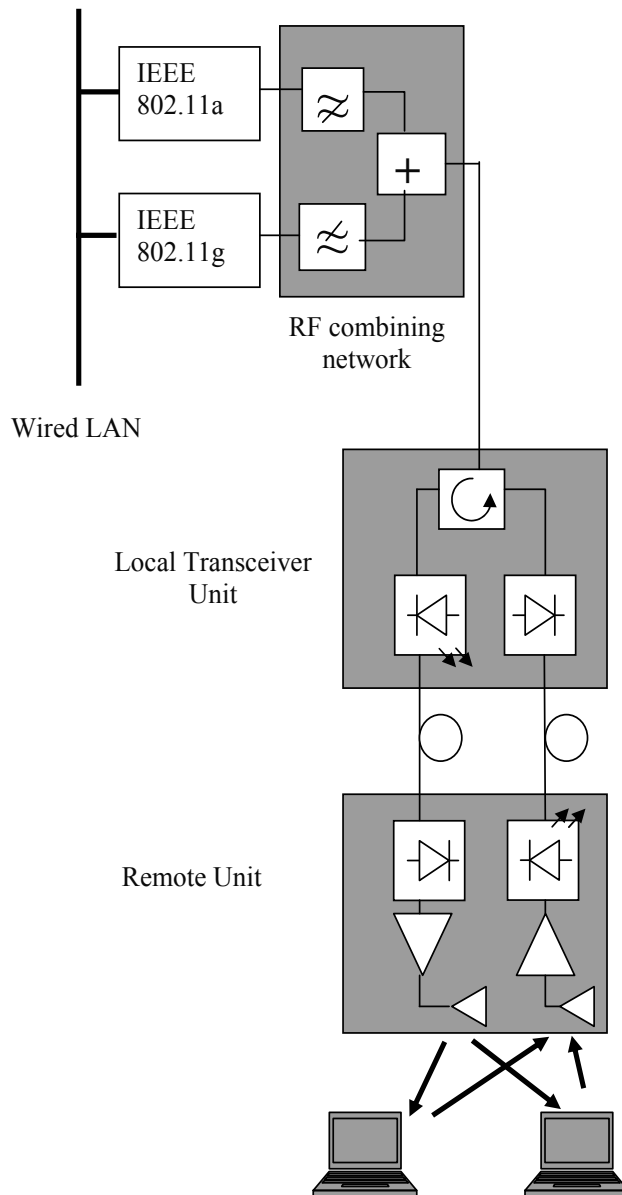 IEEE
802.11a
+
IEEE
802.11g
RF combining
network
Wired LAN
Local Transceiver
Unit
Remote Unit